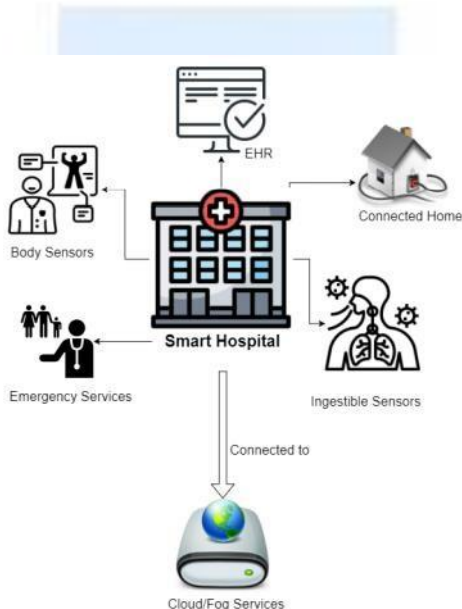 EHR
Connected Home
Body Sensors
Smart Hospital
Emergency Services
Ingestible Sensors
Connected to
Cloud/Fog Services